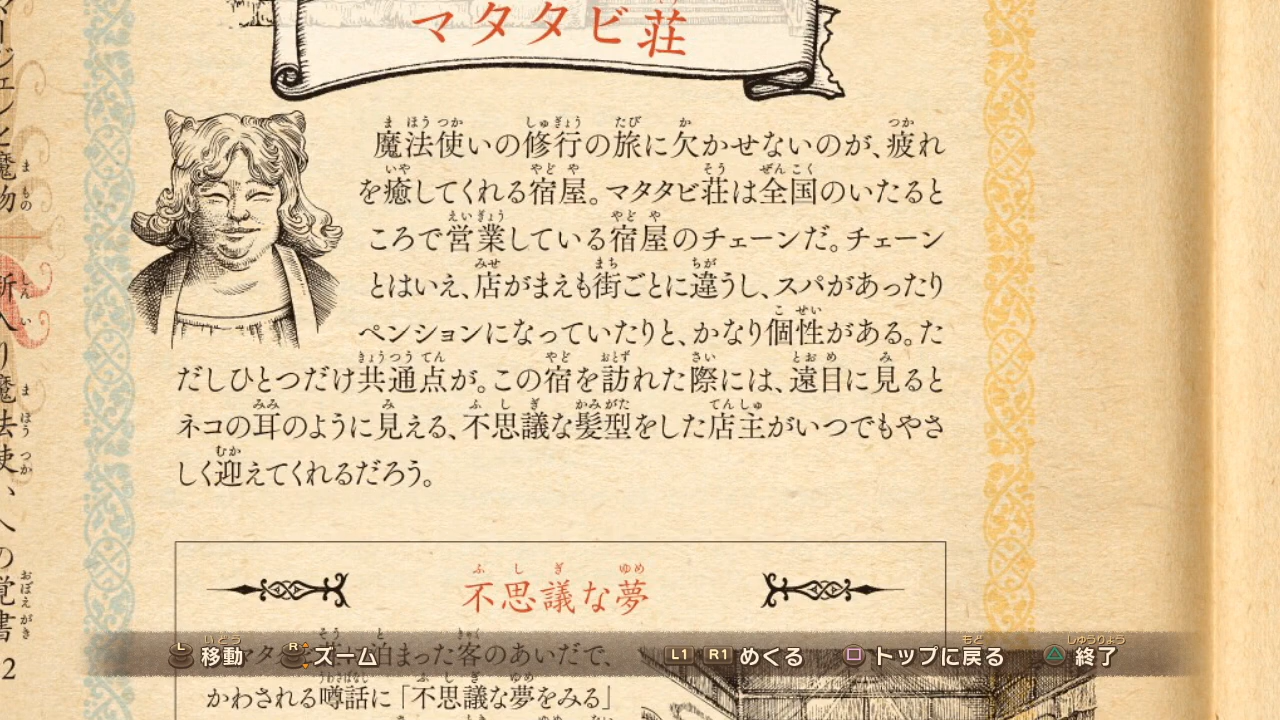 マタタビ荘
魔法使いの修行の旅に欠かせないのが、疲れ
を癒してくれる宿屋。マタタビ荘は全国のいたると
ころで営業している宿屋のチェーンだ。チェーン
とはいえ、店がまえも街ごとに違うし、スパがあったり
ペンションになっていたりと、かなり個性がある。た
だしひとつだけ共通点が。この宿を訪れた際には、遠目に見ると
ネコの耳のように見える、不思議な髪型をした店主がいつでもやさ
しく迎えてくれるだろう。
不思議な夢
泊まった客のあいだで、
かわされる噂話に「不思議な夢をみる」
L 移動 R ズーム L1 R1 めくる トップに戻る 終了